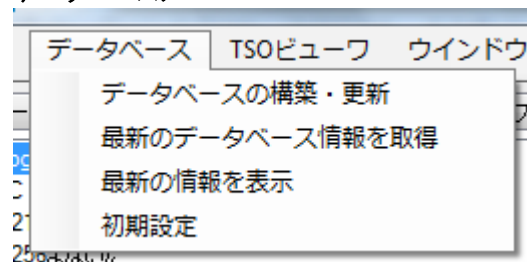 データベース TSOビューワ ウインドウ
データベースの構築・更新
最新のデータベース情報を取得
最新の情報を表示
初期設定